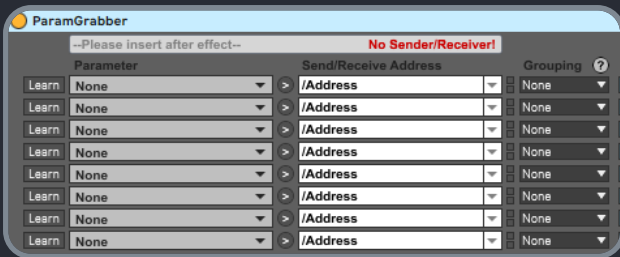 ParamGrabber
--Please insert after effect-- No Sender/Receiver!
Parameter Send/Receive Address Grouping ?
Learn None > /Address None
Learn None > /Address None
Learn None > /Address None
Learn None > /Address None
Learn None > /Address None
Learn None > /Address None
Learn None > /Address None
Learn None > /Address None